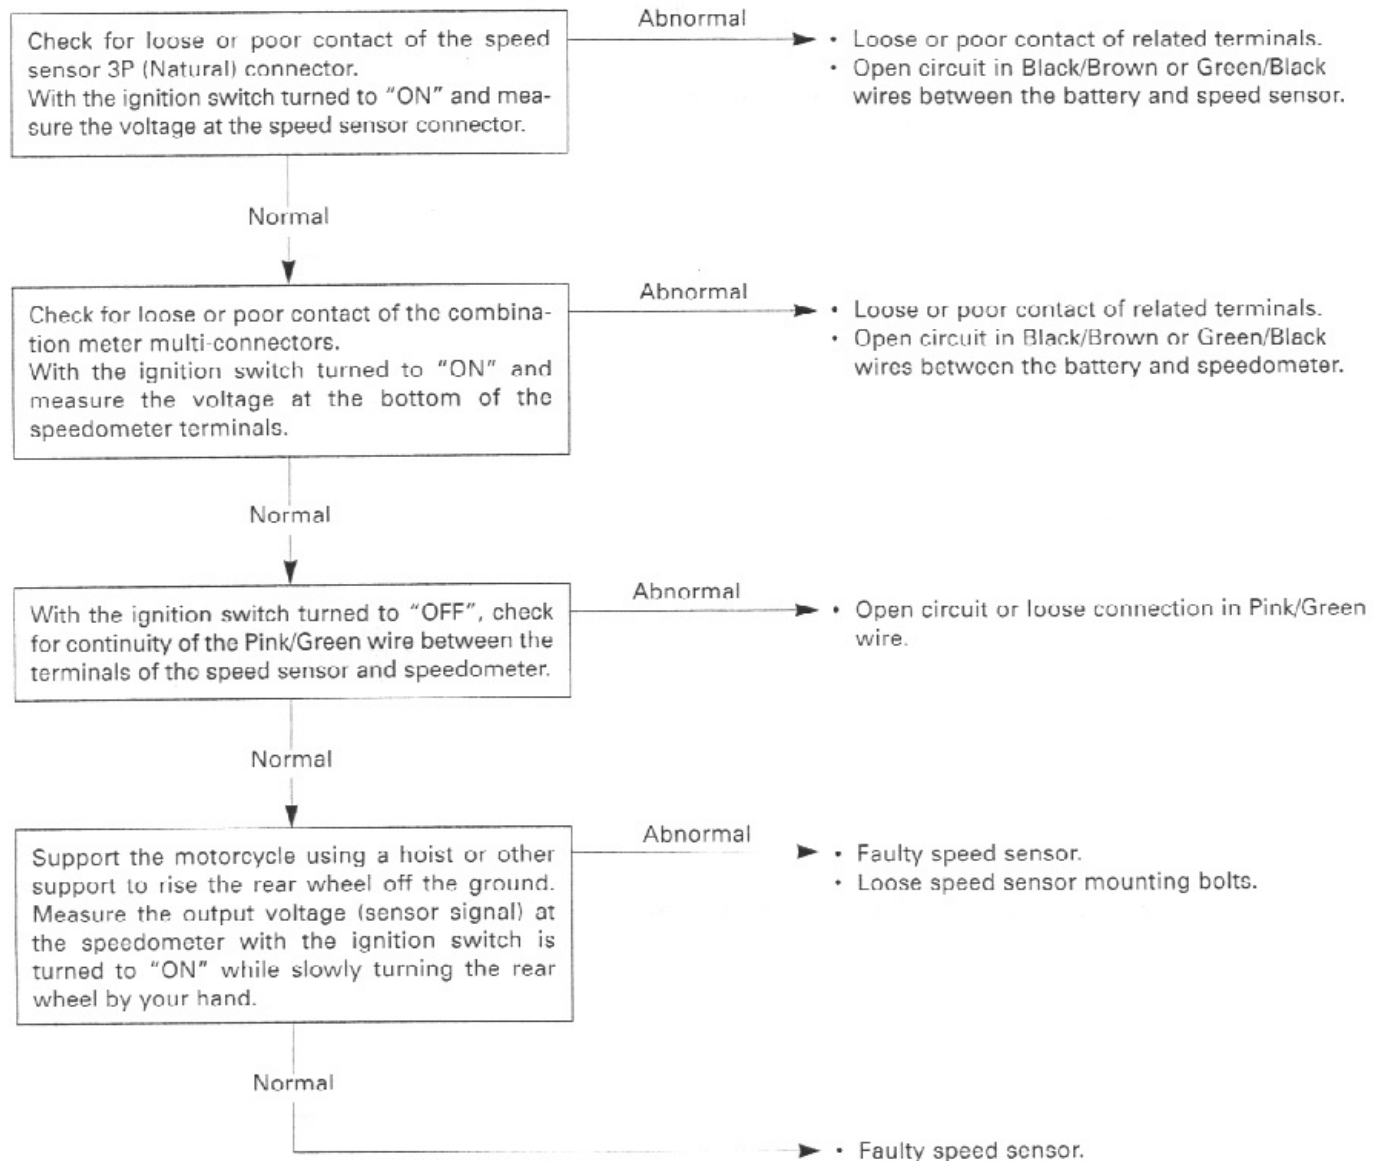 Abnormal
Check for loose or poor contact of the speed
sensor 3P (Natural) connector.
With the ignition switch turned to "ON" and mea-
sure the voltage at the speed sensor connector.
• Loose or poor contact of related terminals.
• Open circuit in Black/Brown or Green/Black
wires between the battery and speed sensor.
Normal
Abnormal
Check for loose or poor contact of the combina-
tion meter multi-connectors.
With the ignition switch turned to "ON" and
measure the voltage at the bottom of the
speedometer terminals.
• Loose or poor contact of related terminals.
• Open circuit in Black/Brown or Green/Black
wires between the battery and speedometer.
Normal
Abnormal
With the ignition switch turned to "OFF", check
for continuity of the Pink/Green wire between the
terminals of the speed sensor and speedometer.
• Open circuit or loose connection in Pink/Green
wire.
Normal
Abnormal
Support the motorcycle using a hoist or other
support to rise the rear wheel off the ground.
Measure the output voltage (sensor signal) at
the speedometer with the ignition switch is
turned to "ON" while slowly turning the rear
wheel by your hand.
• Faulty speed sensor.
• Loose speed sensor mounting bolts.
Normal
• Faulty speed sensor.